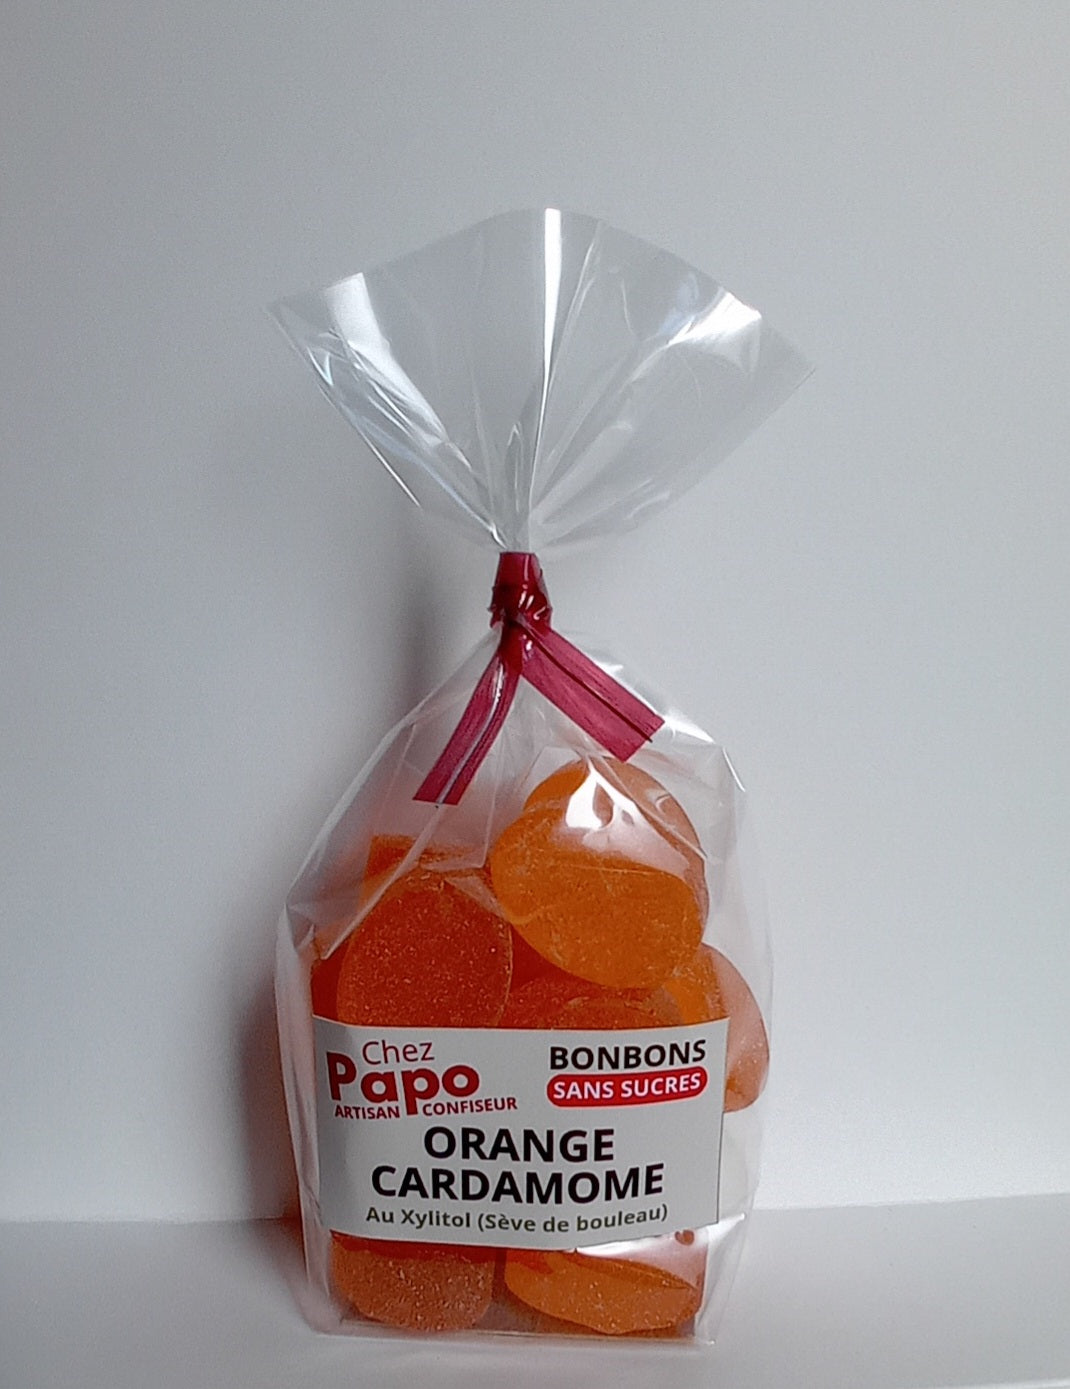 Chez
Papo
ARTISAN CONFISEUR
BONBONS
SANS SUCRES
ORANGE
CARDAMOME
Au Xylitol (Sève de bouleau)